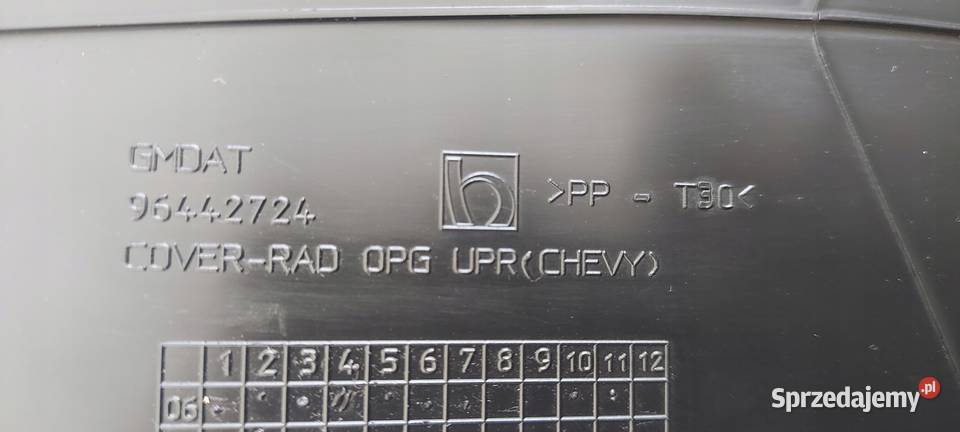 GMDAT
96442724
COVER-RAD OPG UPR(CHEVY)
h
>PP - T30<
1 2 3 4 5 6 7 8 9 10 11 12
06
Sprzedajemy.pl